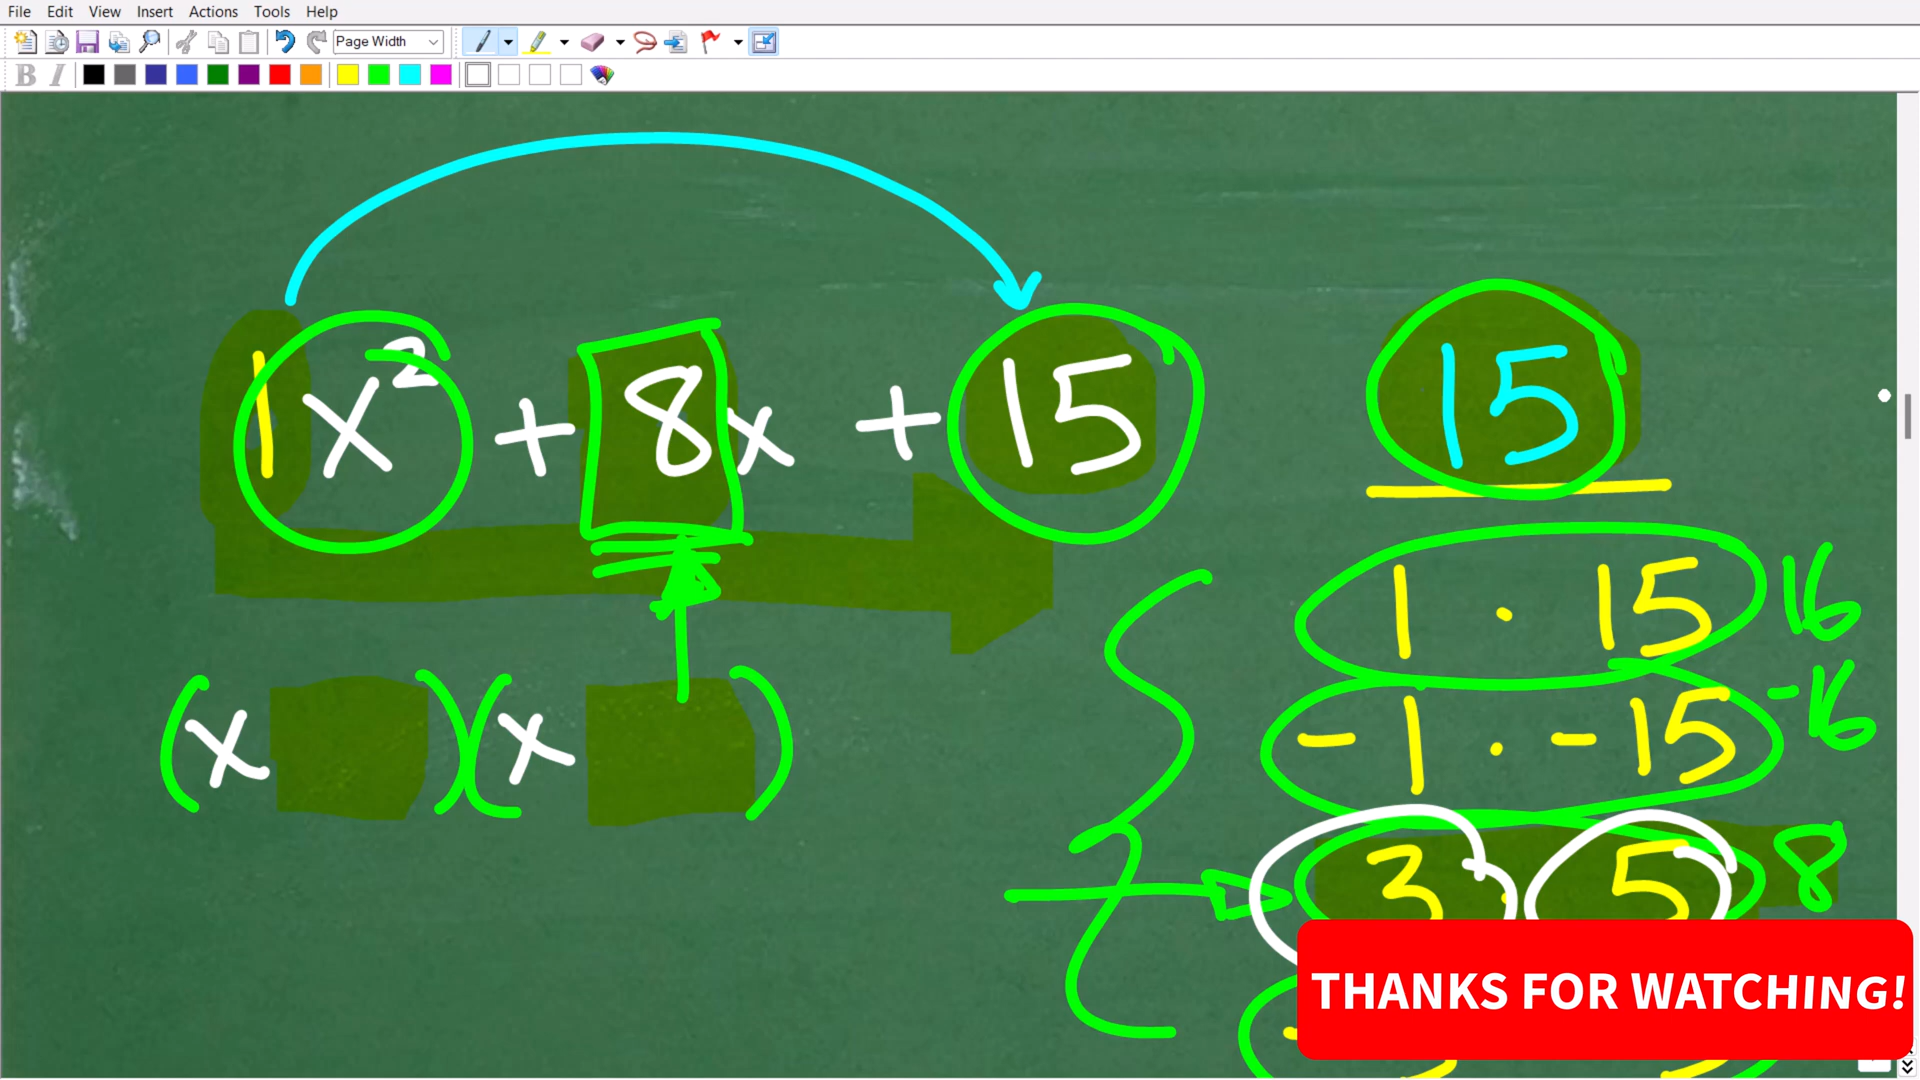 File Edit View Insert Actions Tools Help
Page Width
B I
1x² + 8x + 15
15
1 · 15 16
-1 · -15 -16
(x )(x )
3 · 5 8
THANKS FOR WATCHING!